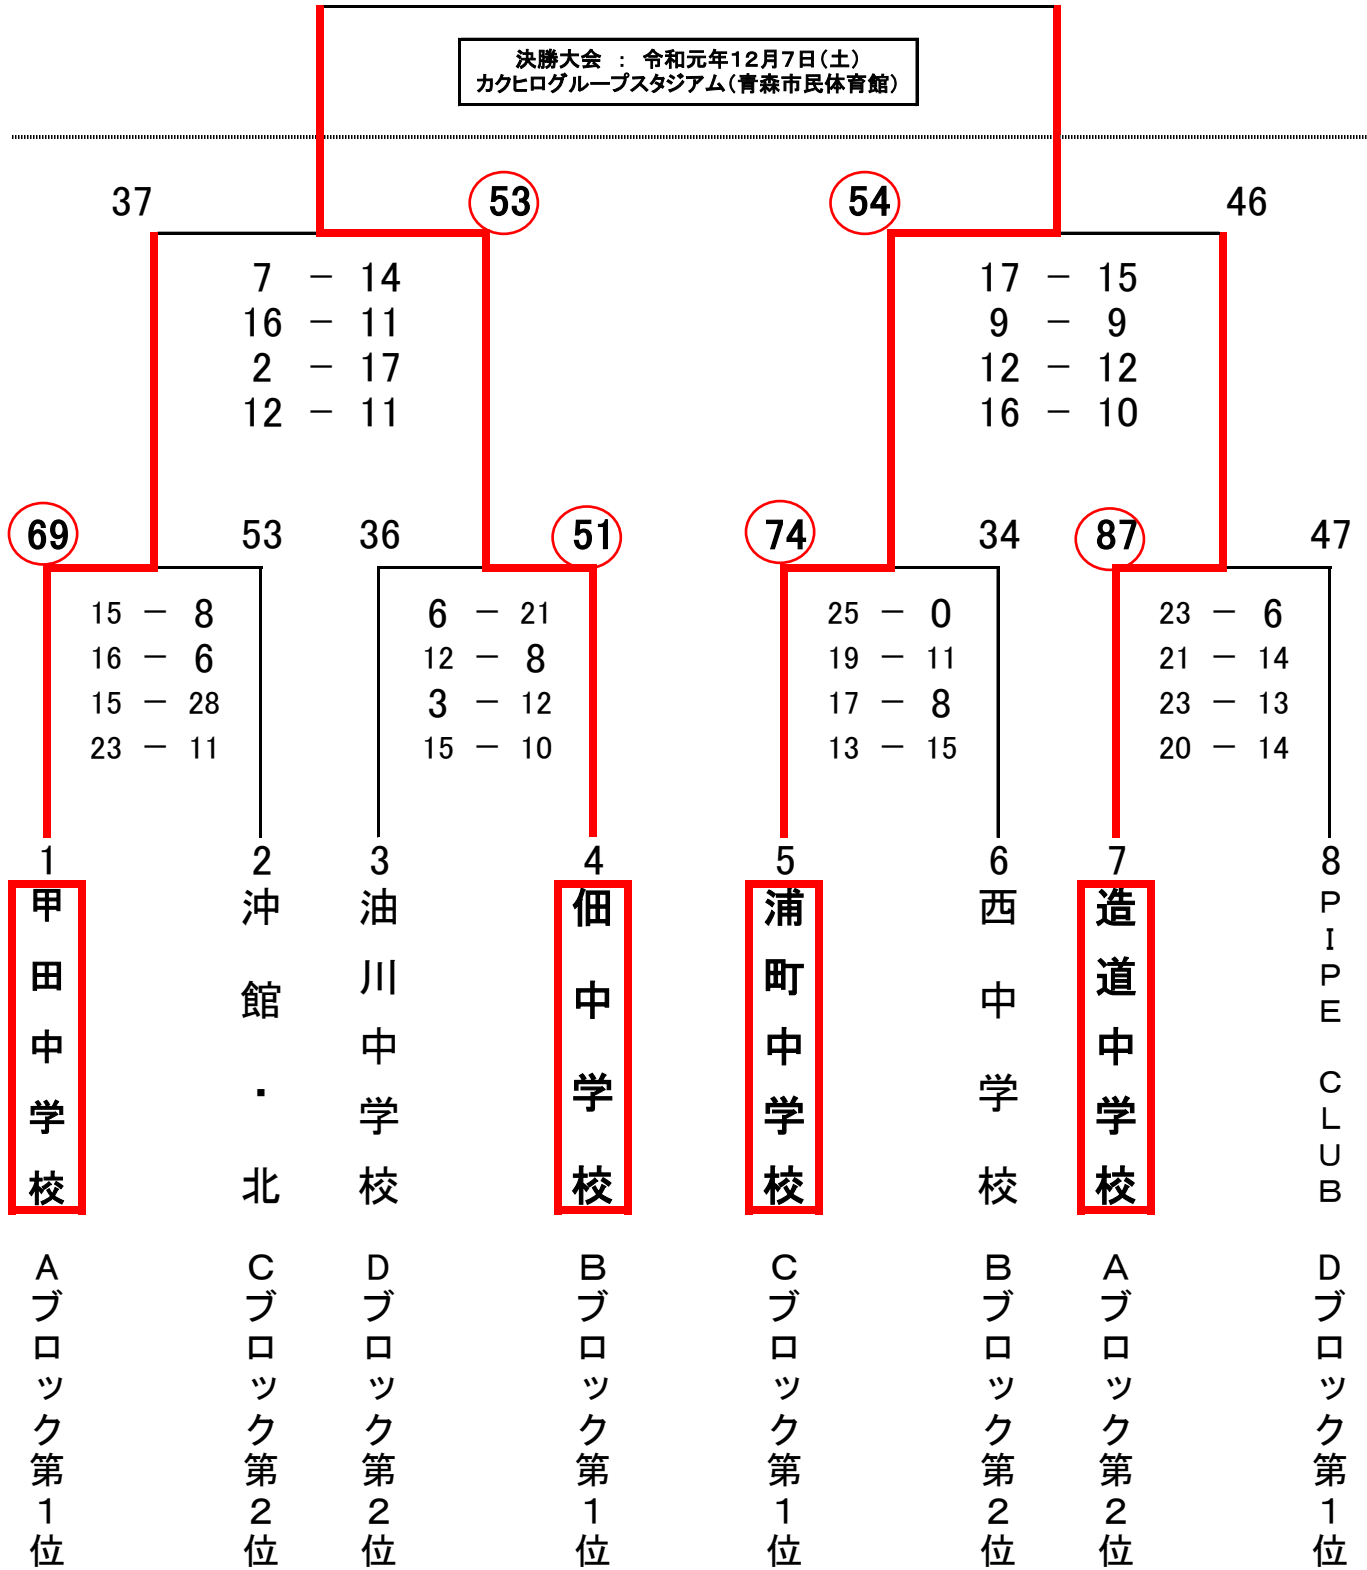 決勝大会 ： 令和元年12月7日（土）
カクヒログループスタジアム（青森市民体育館）
37 53 54 46
7 － 14 17 － 15
16 － 11 9 － 9
2 － 17 12 － 12
12 － 11 16 － 10
69 53 36 51 74 34 87 47
15 － 8 6 － 21 25 － 0 23 － 6
16 － 6 12 － 8 19 － 11 21 － 14
15 － 28 3 － 12 17 － 8 23 － 13
23 － 11 15 － 10 13 － 15 20 － 14
1 2 3 4 5 6 7 8
甲田中学校
沖館・北
油川中学校
佃中学校
浦町中学校
西中学校
造道中学校
ＰＩＰＥ　ＣＬＵＢ
Ａブロック第１位
Ｃブロック第２位
Ｄブロック第２位
Ｂブロック第１位
Ｃブロック第１位
Ｂブロック第２位
Ａブロック第２位
Ｄブロック第１位